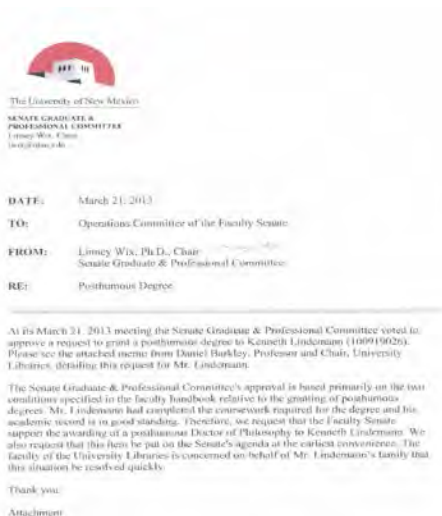 The University of New Mexico
SENATE GRADUATE &
PROFESSIONAL COMMITTEE
Linney Wix, Chair
DATE: March 21, 2013
TO: Operations Committee of the Faculty Senate
FROM: Linney Wix, Ph.D., Chair
Senate Graduate & Professional Committee
RE: Posthumous Degree
At its March 21, 2013 meeting the Senate Graduate & Professional Committee voted to
approve a request to grant a posthumous degree to Kenneth Lindemann (100919026).
Please see the attached memo from Daniel Barkley, Professor and Chair, University
Libraries, detailing this request for Mr. Lindemann.
The Senate Graduate & Professional Committee's approval is based primarily on the two
conditions specified in the faculty handbook relative to the granting of posthumous
degrees. Mr. Lindemann had completed the coursework required for the degree and his
academic record is in good standing. Therefore, we request that the Faculty Senate
support the awarding of a posthumous Doctor of Philosophy to Kenneth Lindemann. We
also request that this item be put on the Senate's agenda at the earliest convenience. The
faculty of the University Libraries is concerned on behalf of Mr. Lindemann's family that
this situation be resolved quickly.
Thank you.
Attachment